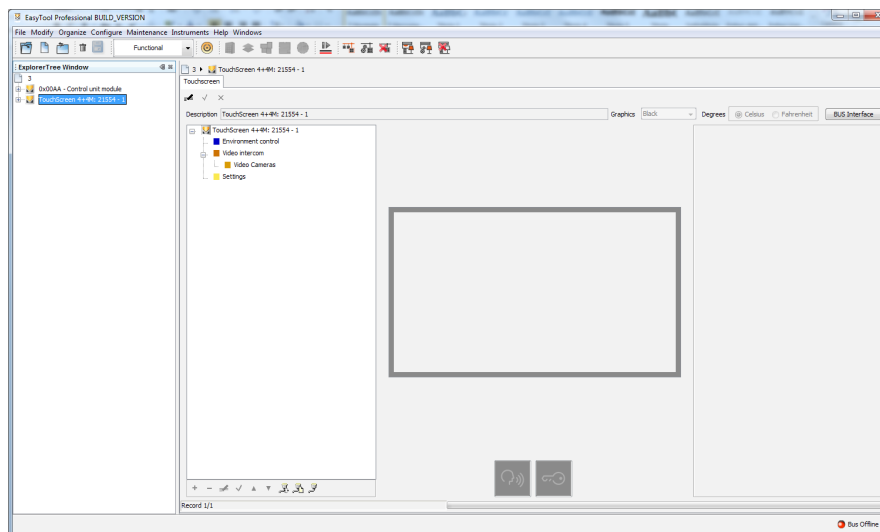 EasyTool Professional BUILD_VERSION
File Modify Organize Configure Maintenance Instruments Help Windows
Functional
ExplorerTree Window
3
0x00AA - Control unit module
TouchScreen 4+4M: 21554 - 1
3 TouchScreen 4+4M: 21554 - 1
Touchscreen
Description TouchScreen 4+4M: 21554 - 1 Graphics Black Degrees Celsius Fahrenheit BUS Interface
TouchScreen 4+4M: 21554 - 1
Environment control
Video intercom
Video Cameras
Settings
Record 1/1
Bus Offline